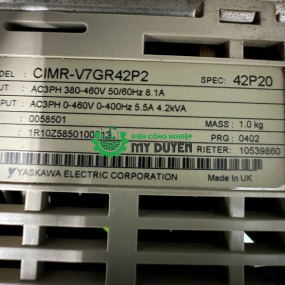 DEL : CIMR-V7GR42P2 SPEC: 42P20
UT : AC3PH 380-460V 50/60Hz 8.1A
PUT : AC3PH 0-460V 0-400Hz 5.5A 4.2kVA
: 0058501 MASS : 1.0 kg
: 1R10Z5850100 13 PRG : 0402
RIETER: 10539860
ĐIỆN CÔNG NGHIỆP
MY DUYEN
YASKAWA ELECTRIC CORPORATION Made In UK